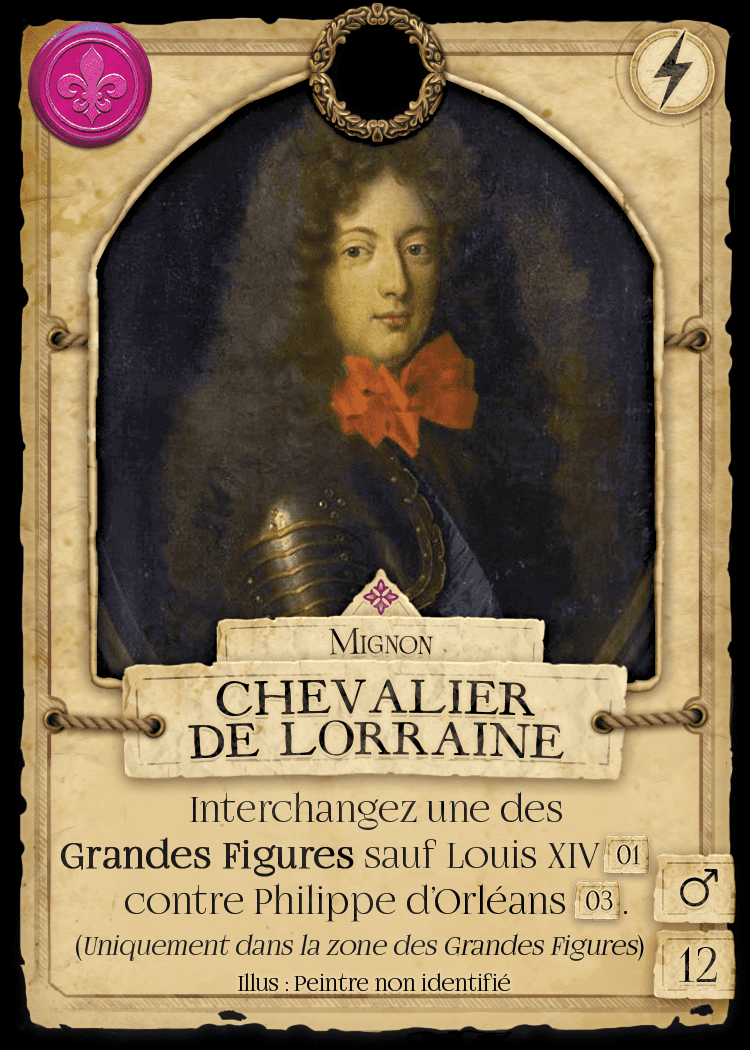 Mignon
CHEVALIER
DE LORRAINE
Interchangez une des
Grandes Figures sauf Louis XIV 01
contre Philippe d'Orléans 03.
(Uniquement dans la zone des Grandes Figures)
Illus : Peintre non identifié
♂
12